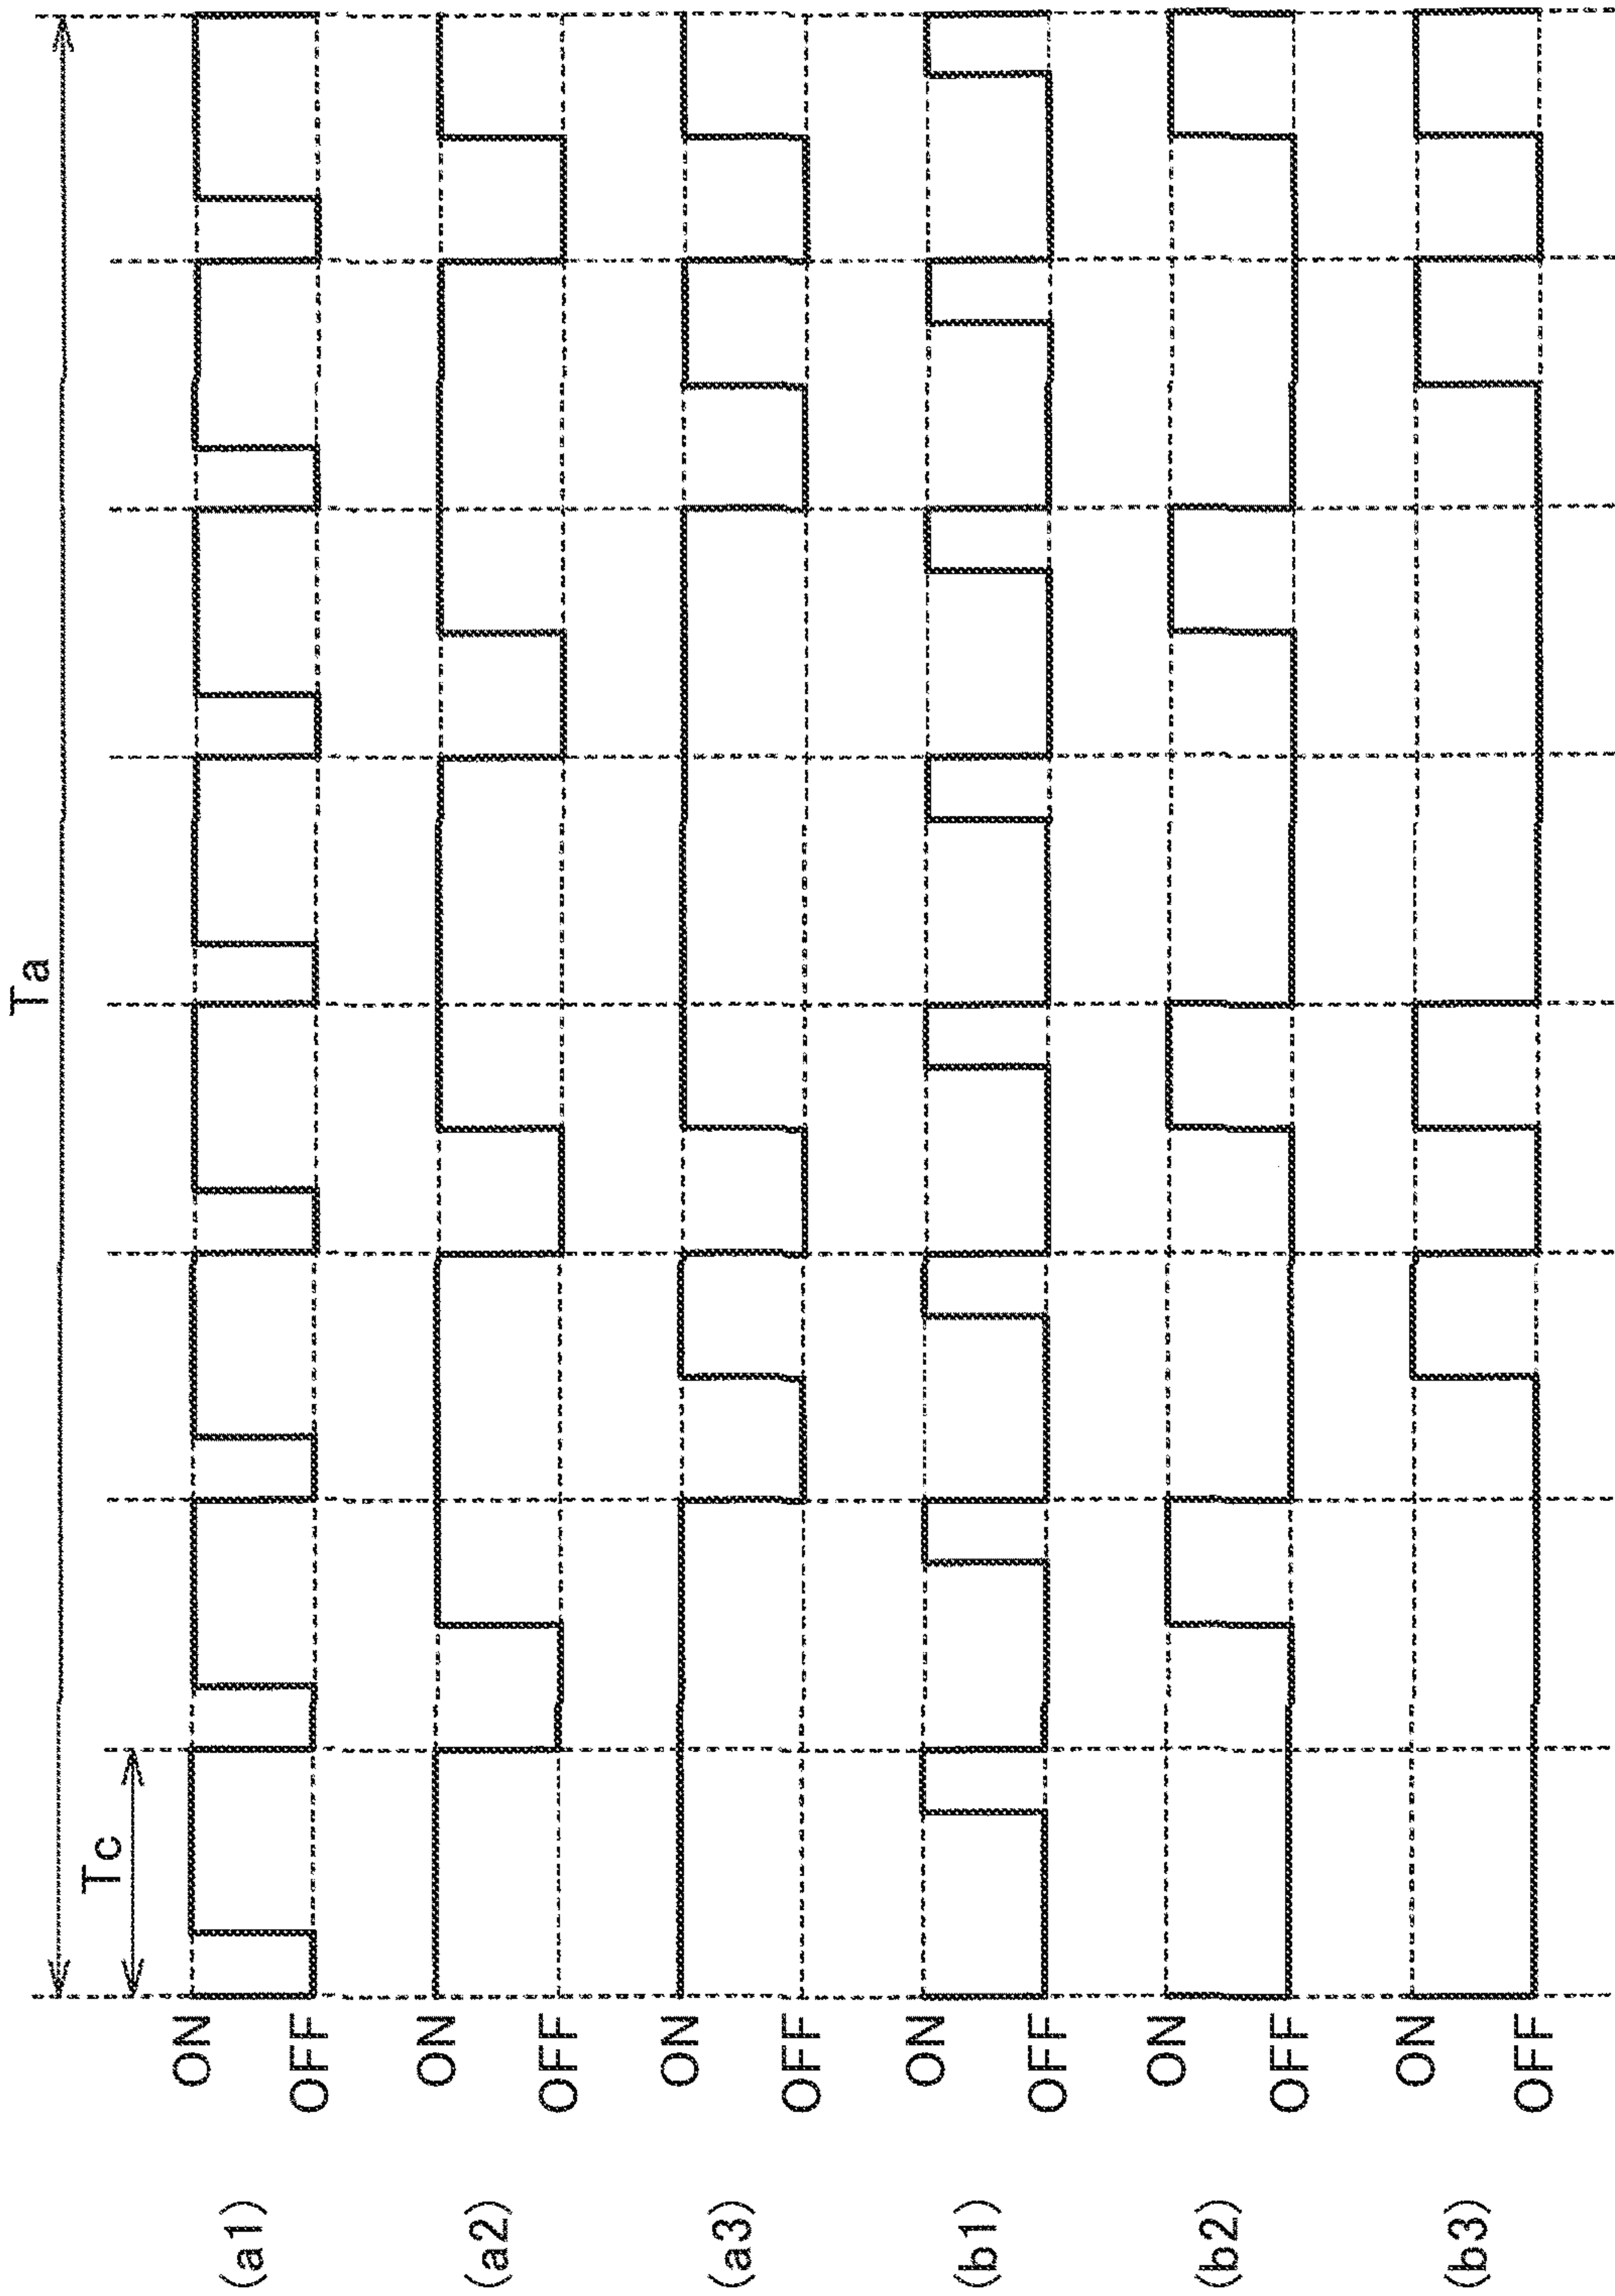 Ta
Tc
(a1) ON
OFF
(a2) ON
OFF
(a3) ON
OFF
(b1) ON
OFF
(b2) ON
OFF
(b3) ON
OFF